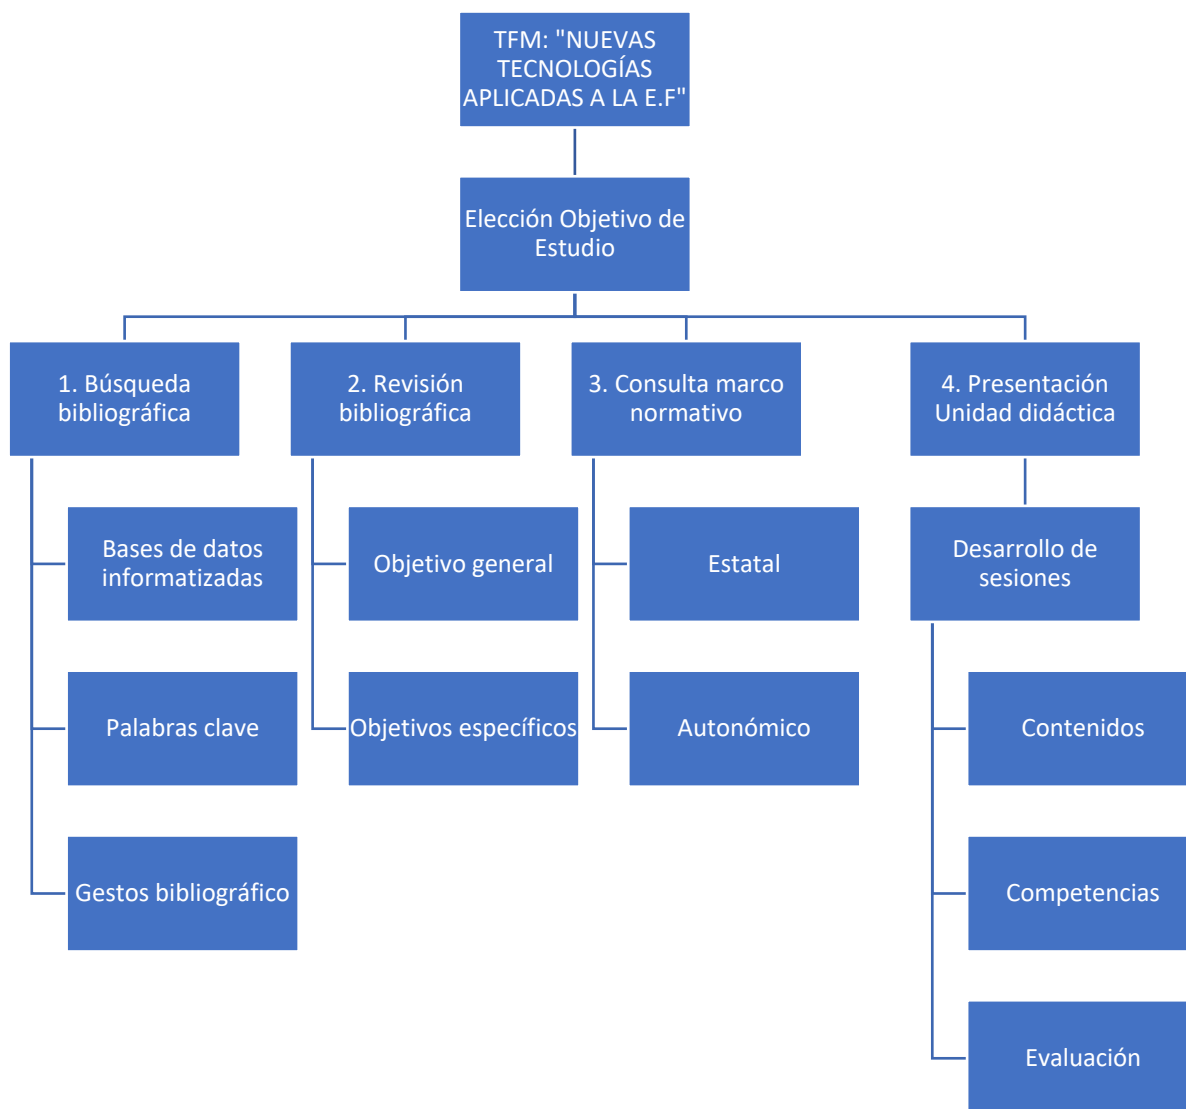 TFM: "NUEVAS
TECNOLOGÍAS
APLICADAS A LA E.F"
Elección Objetivo de
Estudio
1. Búsqueda
bibliográfica
2. Revisión
bibliográfica
3. Consulta marco
normativo
4. Presentación
Unidad didáctica
Bases de datos
informatizadas
Objetivo general
Estatal
Desarrollo de
sesiones
Palabras clave
Objetivos específicos
Autonómico
Contenidos
Gestos bibliográfico
Competencias
Evaluación